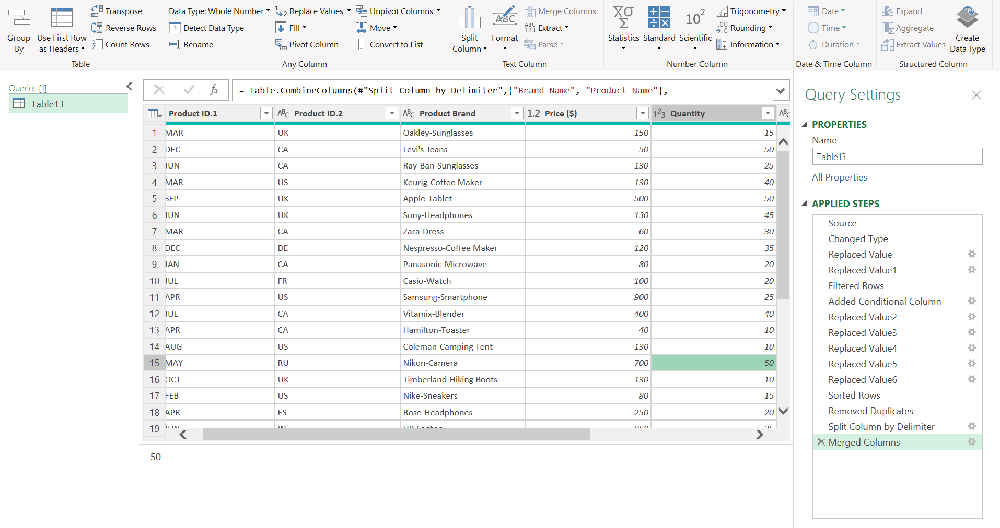 Group By
Use First Row as Headers
Transpose
Reverse Rows
Count Rows
Table
Data Type: Whole Number
Detect Data Type
Rename
Replace Values
Fill
Pivot Column
Unpivot Columns
Move
Convert to List
Any Column
Split Column
Format
Merge Columns
Extract
Parse
Text Column
Statistics
Standard
Scientific
Trigonometry
Rounding
Information
Number Column
Date
Time
Duration
Date & Time Column
Expand
Aggregate
Extract Values
Structured Column
Create Data Type
Queries [1]
Table13
fx
= Table.CombineColumns(#"Split Column by Delimiter",{"Brand Name", "Product Name"},
Product ID.1 ABC Product ID.2 ABC Product Brand 1.2 Price ($) 123 Quantity ABC
1 MAR UK Oakley-Sunglasses 150 15
2 DEC CA Levi's-Jeans 50 50
3 JUN CA Ray-Ban-Sunglasses 130 25
4 MAR US Keurig-Coffee Maker 130 40
5 SEP UK Apple-Tablet 500 50
6 JUN UK Sony-Headphones 130 45
7 MAR CA Zara-Dress 60 30
8 DEC DE Nespresso-Coffee Maker 120 35
9 JAN CA Panasonic-Microwave 80 20
10 JUL FR Casio-Watch 100 20
11 APR US Samsung-Smartphone 900 25
12 JUL CA Vitamix-Blender 400 40
13 APR CA Hamilton-Toaster 40 10
14 AUG US Coleman-Camping Tent 130 10
15 MAY RU Nikon-Camera 700 50
16 OCT UK Timberland-Hiking Boots 130 10
17 FEB US Nike-Sneakers 80 15
18 APR ES Bose-Headphones 250 20
19
50
Query Settings
PROPERTIES
Name
Table13
All Properties
APPLIED STEPS
Source
Changed Type
Replaced Value
Replaced Value1
Filtered Rows
Added Conditional Column
Replaced Value2
Replaced Value3
Replaced Value4
Replaced Value5
Replaced Value6
Sorted Rows
Removed Duplicates
Split Column by Delimiter
Merged Columns